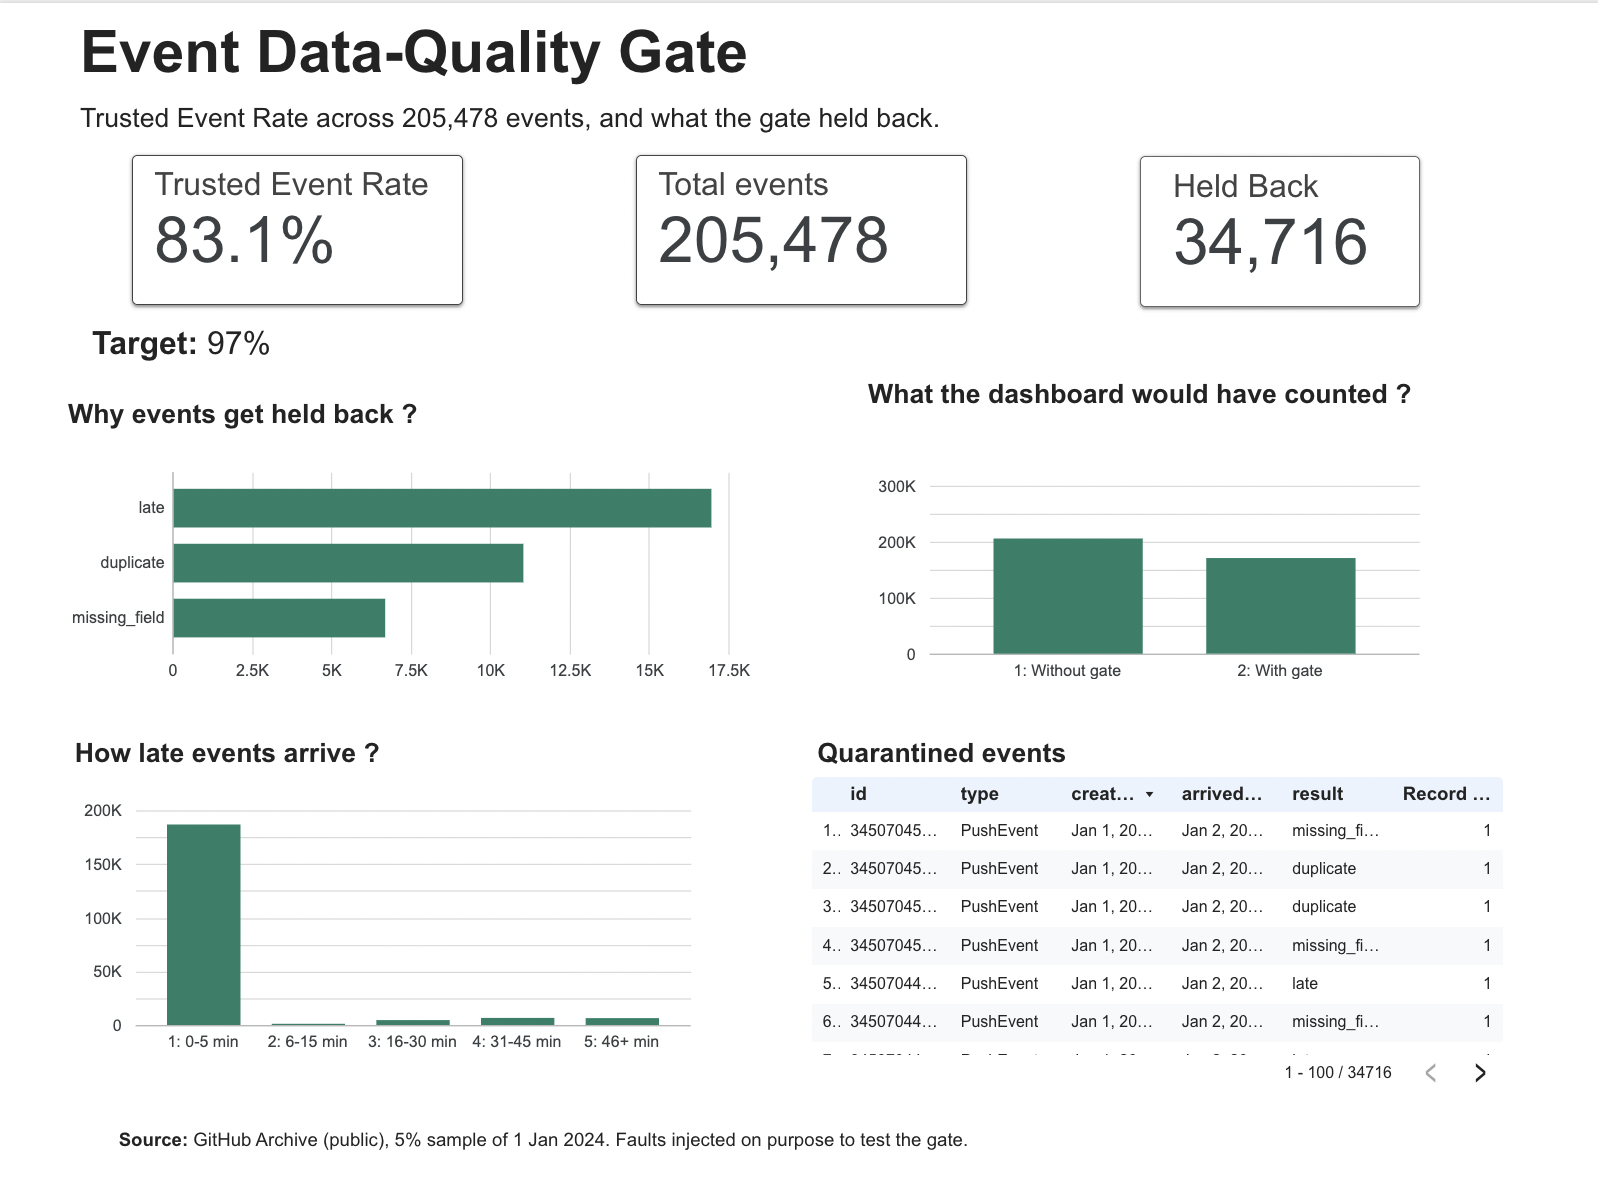 Event Data-Quality Gate
Trusted Event Rate across 205,478 events, and what the gate held back.
Trusted Event Rate
83.1%
Total events
205,478
Held Back
34,716
Target: 97%
Why events get held back ?
late
duplicate
missing_field
0 2.5K 5K 7.5K 10K 12.5K 15K 17.5K
What the dashboard would have counted ?
300K
200K
100K
0
1: Without gate 2: With gate
How late events arrive ?
200K
150K
100K
50K
0
1: 0-5 min 2: 6-15 min 3: 16-30 min 4: 31-45 min 5: 46+ min
Quarantined events
id type creat… arrived… result Record …
1.. 34507045… PushEvent Jan 1, 20… Jan 2, 20… missing_fi… 1
2.. 34507045… PushEvent Jan 1, 20… Jan 2, 20… duplicate 1
3.. 34507045… PushEvent Jan 1, 20… Jan 2, 20… duplicate 1
4.. 34507045… PushEvent Jan 1, 20… Jan 2, 20… missing_fi… 1
5.. 34507044… PushEvent Jan 1, 20… Jan 2, 20… late 1
6.. 34507044… PushEvent Jan 1, 20… Jan 2, 20… missing_fi… 1
1 - 100 / 34716
Source: GitHub Archive (public), 5% sample of 1 Jan 2024. Faults injected on purpose to test the gate.